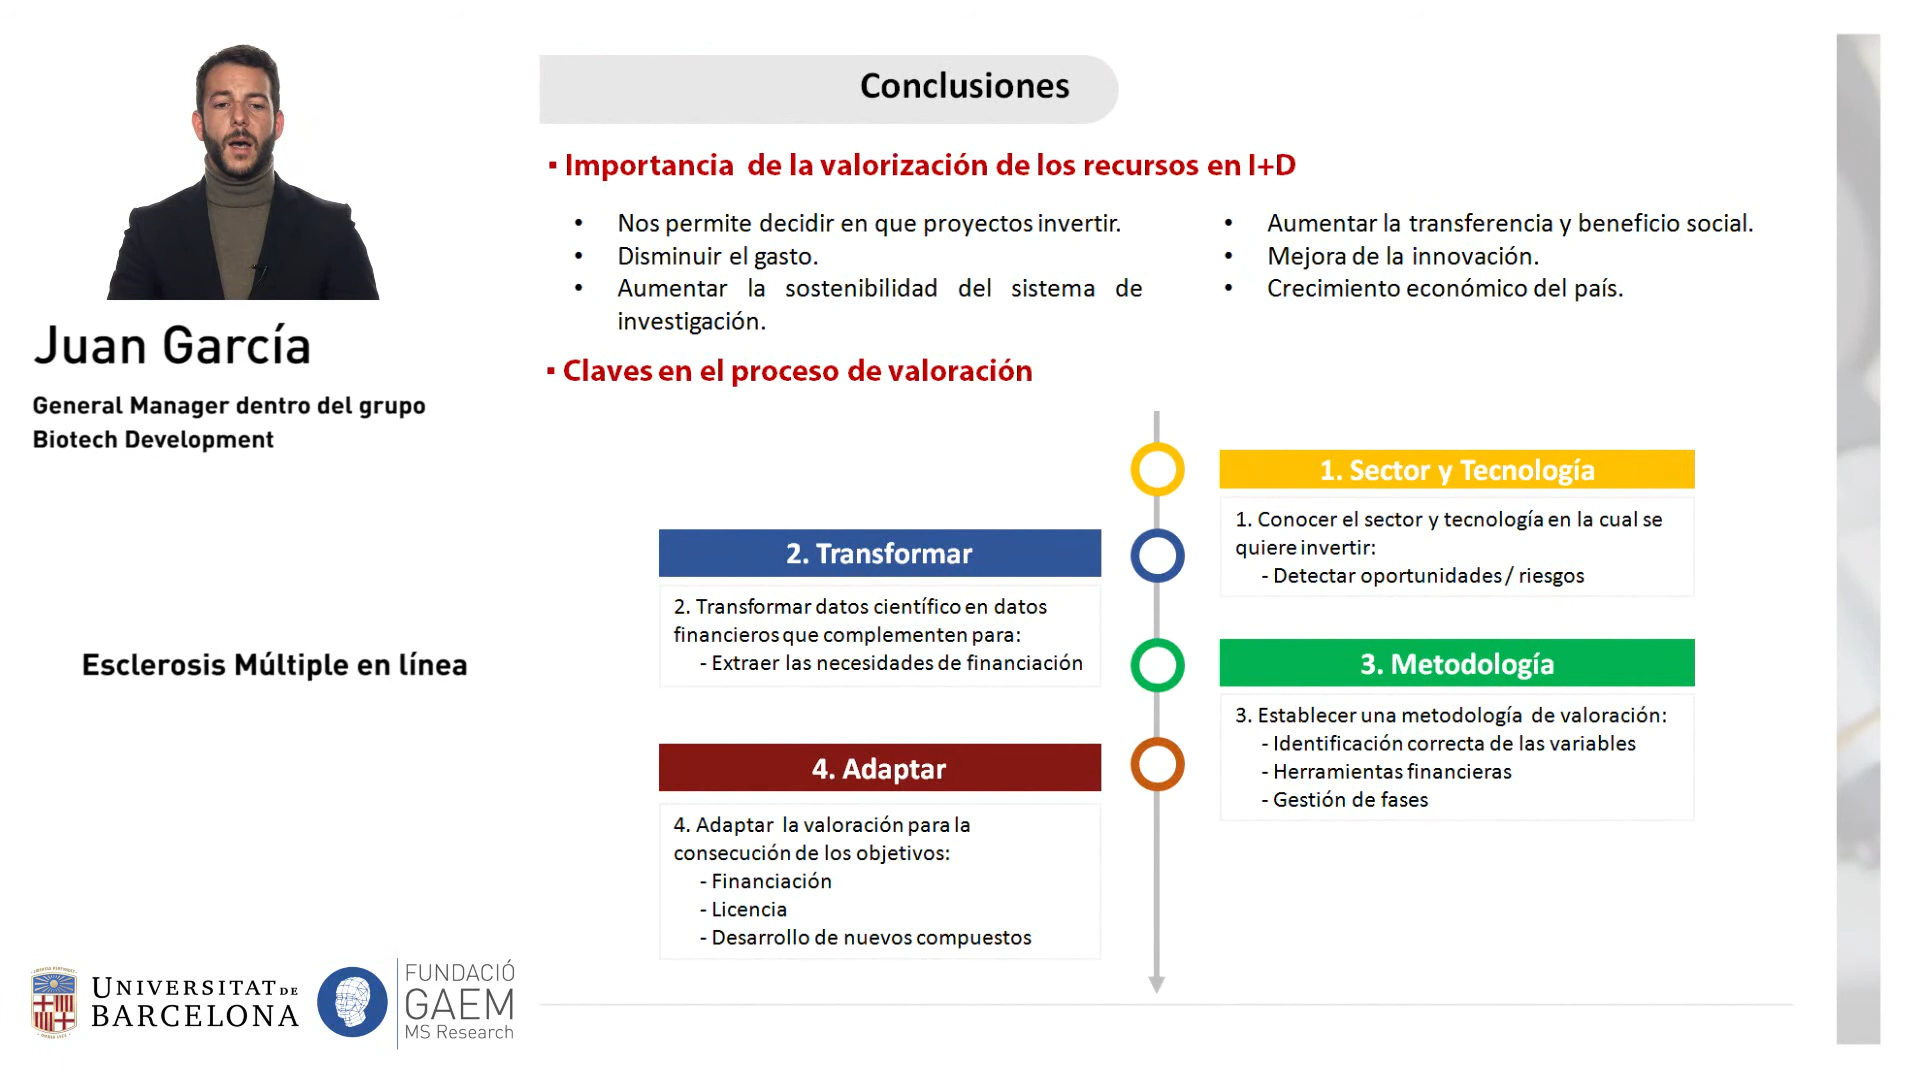 Conclusiones
▪ Importancia de la valorización de los recursos en I+D
• Nos permite decidir en que proyectos invertir.
• Disminuir el gasto.
• Aumentar la sostenibilidad del sistema de
investigación.
• Aumentar la transferencia y beneficio social.
• Mejora de la innovación.
• Crecimiento económico del país.
▪ Claves en el proceso de valoración
1. Sector y Tecnología
1. Conocer el sector y tecnología en la cual se
quiere invertir:
- Detectar oportunidades / riesgos
2. Transformar
2. Transformar datos científico en datos
financieros que complementen para:
- Extraer las necesidades de financiación
3. Metodología
3. Establecer una metodología de valoración:
- Identificación correcta de las variables
- Herramientas financieras
- Gestión de fases
4. Adaptar
4. Adaptar la valoración para la
consecución de los objetivos:
- Financiación
- Licencia
- Desarrollo de nuevos compuestos
Juan García
General Manager dentro del grupo
Biotech Development
Esclerosis Múltiple en línea
UNIVERSITAT DE
BARCELONA
FUNDACIÓ
GAEM
MS Research